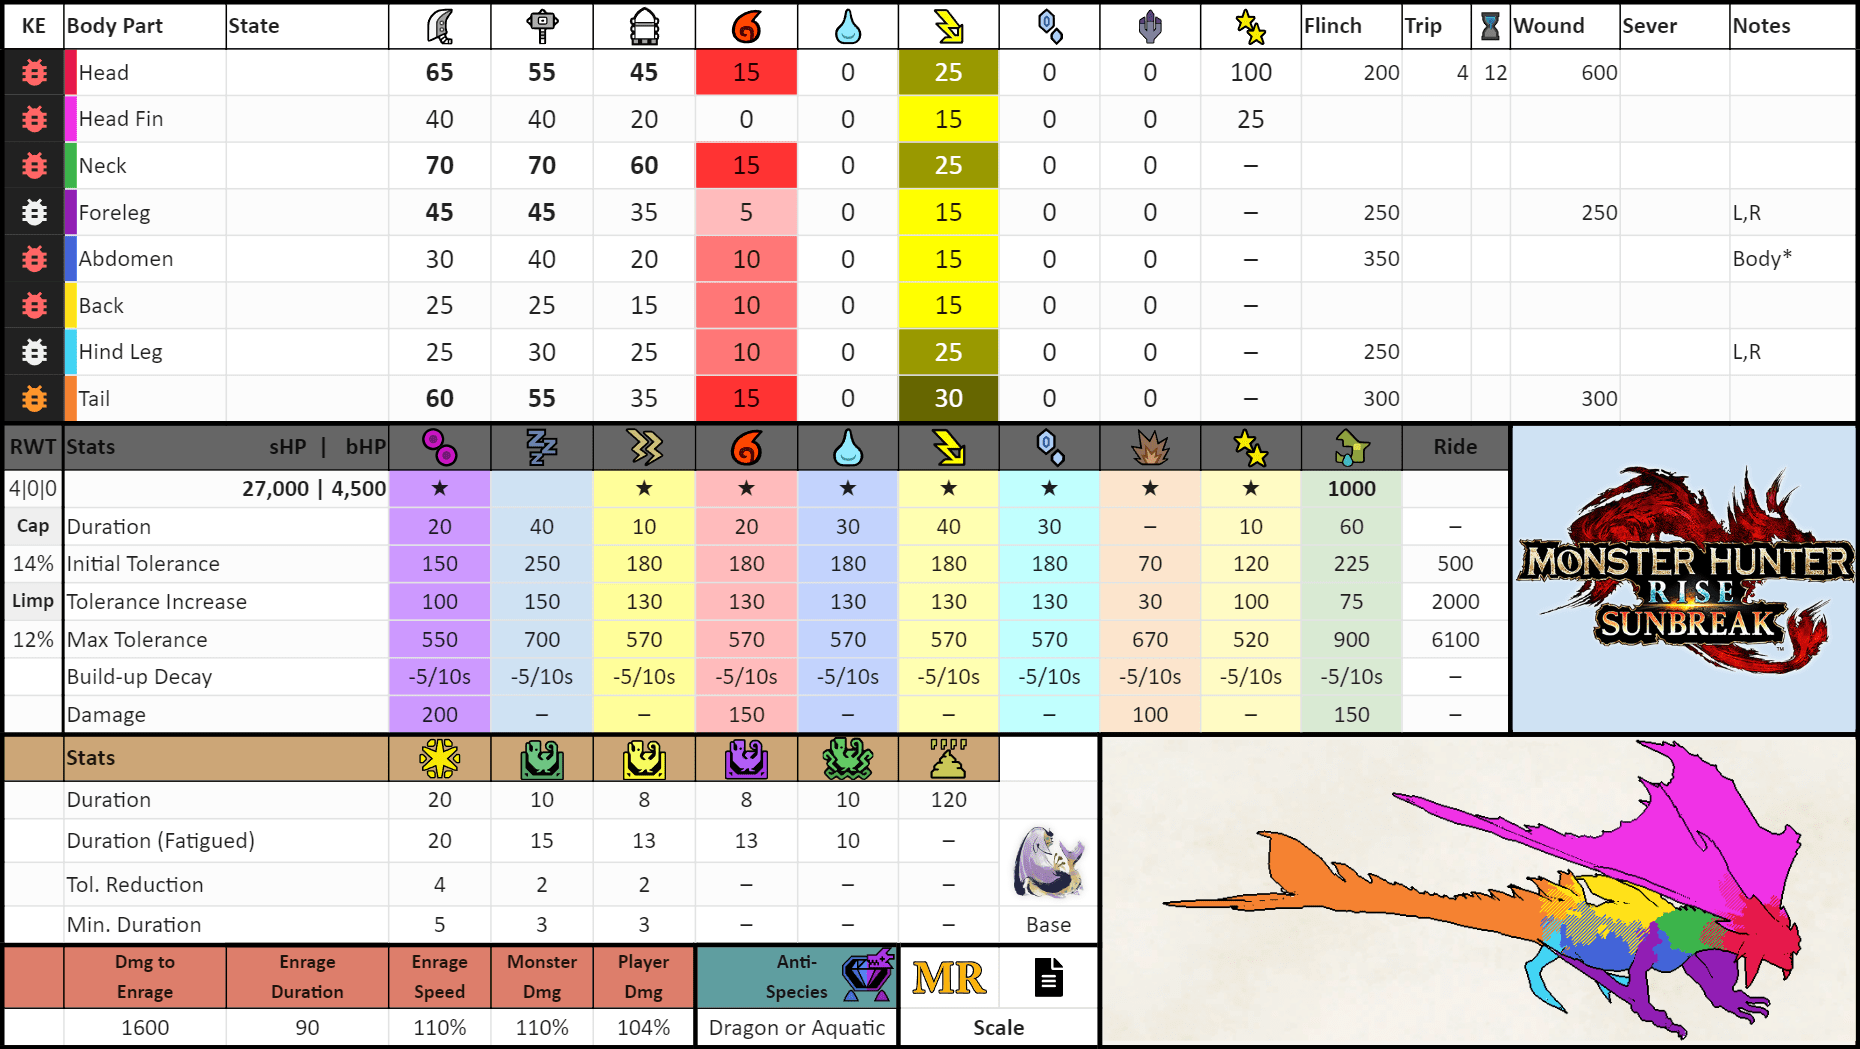 KE Body Part State Flinch Trip Wound Sever Notes
Head 65 55 45 15 0 25 0 0 100 200 4 12 600
Head Fin 40 40 20 0 0 15 0 0 25
Neck 70 70 60 15 0 25 0 0 –
Foreleg 45 45 35 5 0 15 0 0 – 250 250 L,R
Abdomen 30 40 20 10 0 15 0 0 – 350 Body*
Back 25 25 15 10 0 15 0 0 –
Hind Leg 25 30 25 10 0 25 0 0 – 250 L,R
Tail 60 55 35 15 0 30 0 0 – 300 300
RWT Stats sHP | bHP Ride
4|0|0 27,000 | 4,500 ★ ★ ★ ★ ★ ★ ★ ★ 1000
Cap Duration 20 40 10 20 30 40 30 – 10 60 –
14% Initial Tolerance 150 250 180 180 180 180 180 70 120 225 500
Limp Tolerance Increase 100 150 130 130 130 130 130 30 100 75 2000
12% Max Tolerance 550 700 570 570 570 570 570 670 520 900 6100
Build-up Decay -5/10s -5/10s -5/10s -5/10s -5/10s -5/10s -5/10s -5/10s -5/10s -5/10s –
Damage 200 – – 150 – – – 100 – 150 –
MONSTER HUNTER
RISE
SUNBREAK
TM
Stats
Duration 20 10 8 8 10 120
Duration (Fatigued) 20 15 13 13 10 –
Tol. Reduction 4 2 2 – – –
Min. Duration 5 3 3 – – –
Base
Dmg to Enrage Enrage Monster Player Anti-
Enrage Duration Speed Dmg Dmg Species
MR
1600 90 110% 110% 104% Dragon or Aquatic Scale